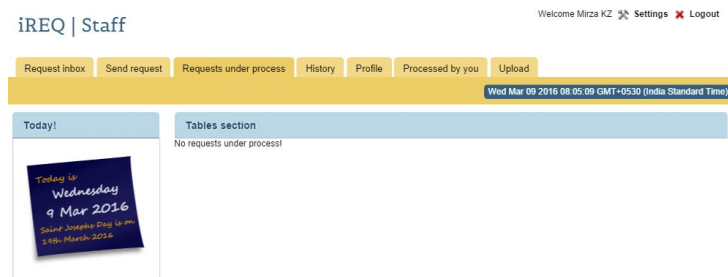 Welcome Mirza KZ Settings Logout
iREQ | Staff
Request inbox Send request Requests under process History Profile Processed by you Upload
Wed Mar 09 2016 08:05:09 GMT+0530 (India Standard Time)
Today!
Tables section
No requests under process!
Today is
Wednesday
9 Mar 2016
Saint Josephs Day is on
19th March 2016